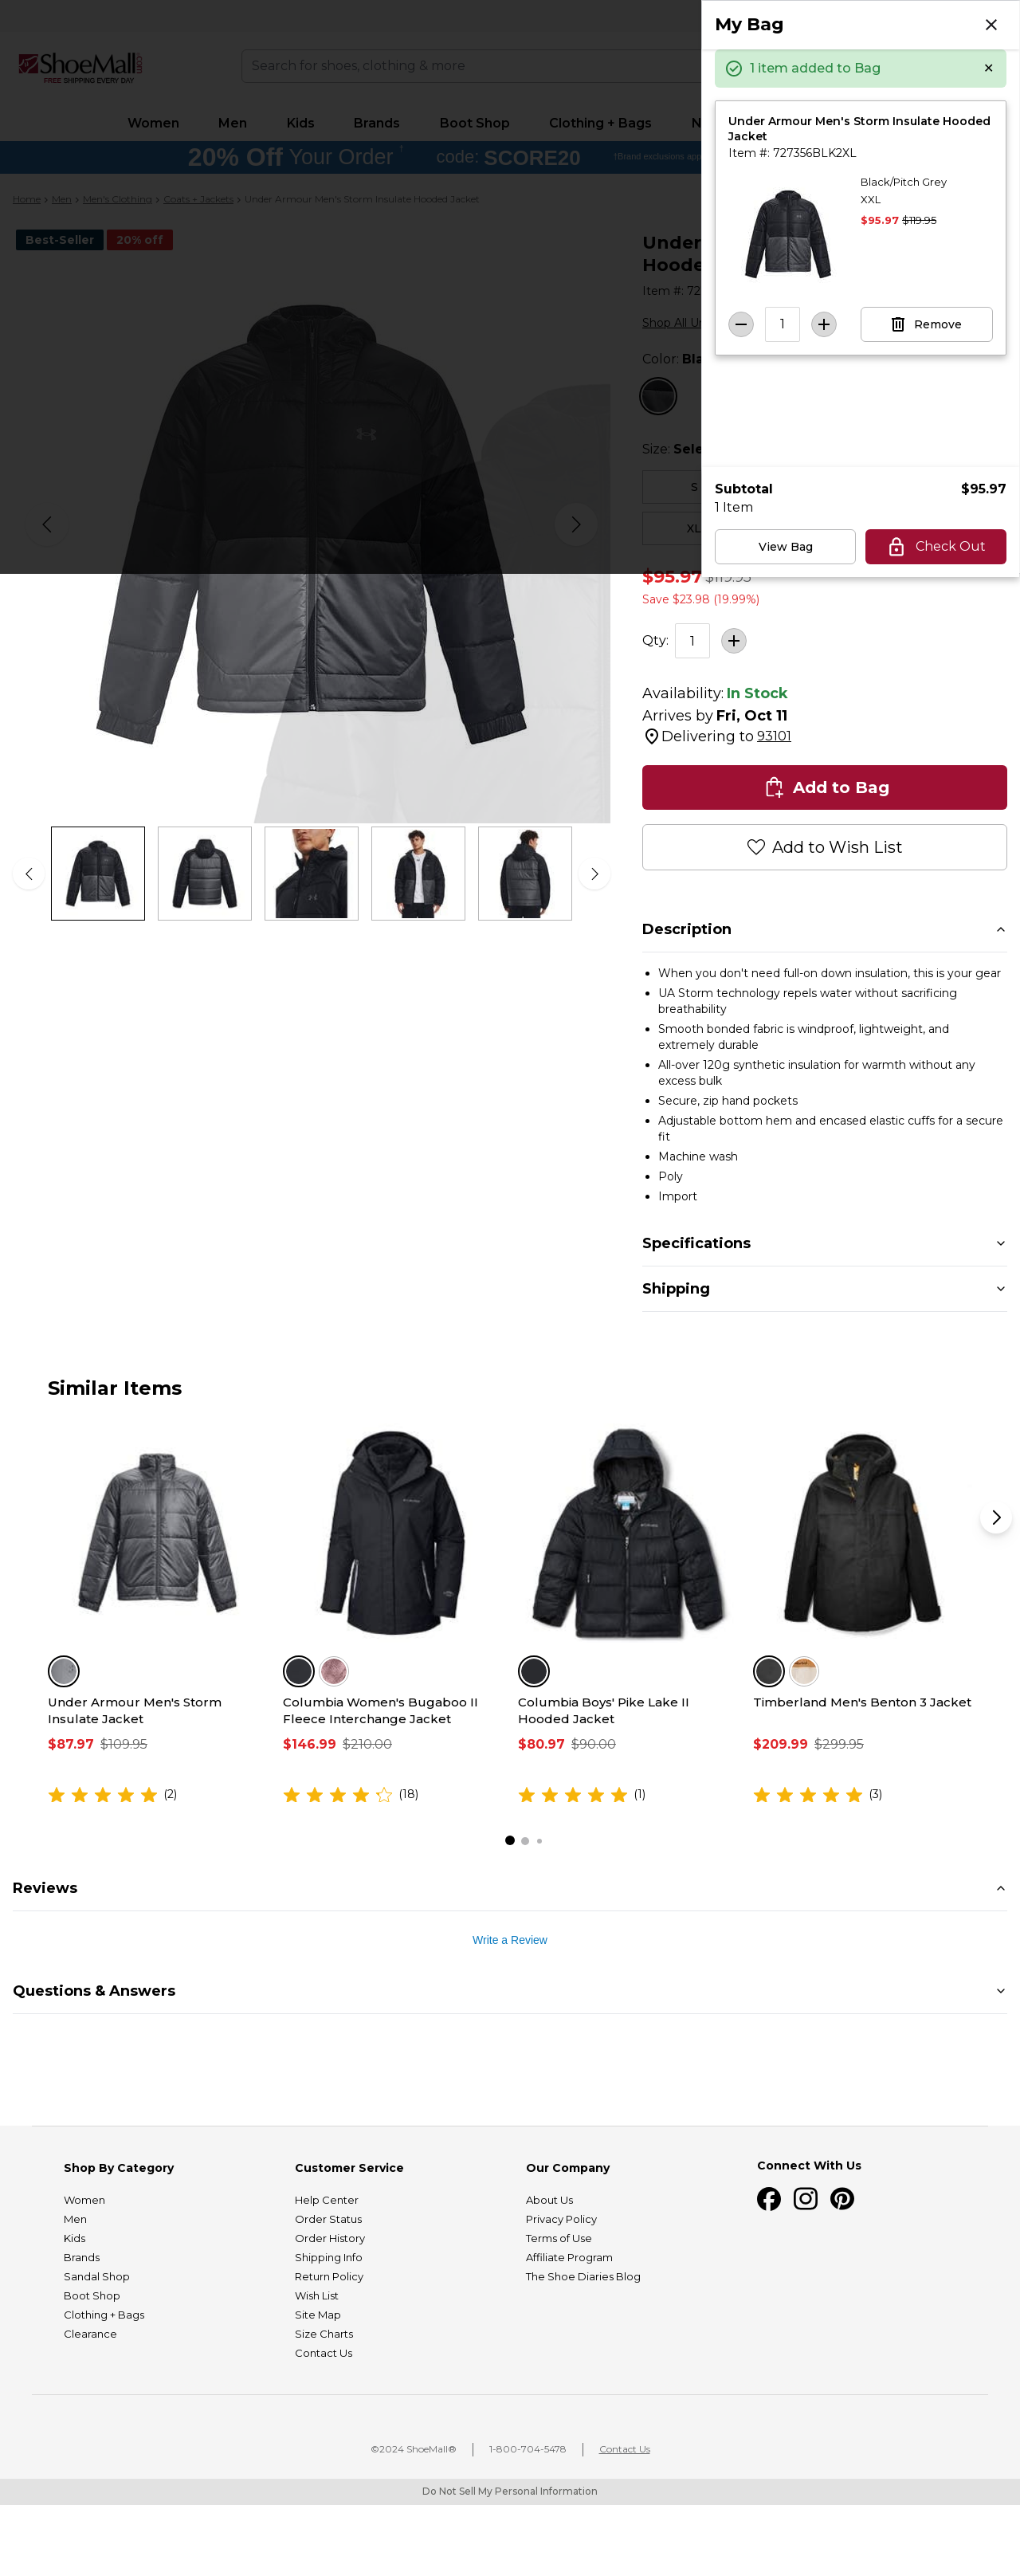 My Bag
1 item added to Bag
Under Armour Men's Storm Insulate Hooded
Jacket
Item #: 727356BLK2XL
Black/Pitch Grey
XXL
$95.97 $119.95
1
Remove
Subtotal $95.97
1 Item
View Bag
Check Out
ShoeMall
.COM
FREE SHIPPING EVERY DAY
Search for shoes, clothing & more
Women
Men
Kids
Brands
Boot Shop
Clothing + Bags
20% Off Your Order †
code: SCORE20
†Brand exclusions
Home > Men > Men's Clothing > Coats + Jackets > Under Armour Men's Storm Insulate Hooded Jacket
Best-Seller
20% off
Under
Item #:
Shop All
Color:
Size:
S
XL
$95.97 $119.95
Save $23.98 (19.99%)
Qty: 1
Availability: In Stock
Arrives by Fri, Oct 11
Delivering to 93101
Add to Bag
Add to Wish List
Description
• When you don't need full-on down insulation, this is your gear
• UA Storm technology repels water without sacrificing
breathability
• Smooth bonded fabric is windproof, lightweight, and
extremely durable
• All-over 120g synthetic insulation for warmth without any
excess bulk
• Secure, zip hand pockets
• Adjustable bottom hem and encased elastic cuffs for a secure
fit
• Machine wash
• Poly
• Import
Specifications
Shipping
Similar Items
Under Armour Men's Storm
Insulate Jacket
$87.97 $109.95
(2)
Columbia Women's Bugaboo II
Fleece Interchange Jacket
$146.99 $210.00
(18)
Columbia Boys' Pike Lake II
Hooded Jacket
$80.97 $90.00
(1)
Timberland Men's Benton 3 Jacket
$209.99 $299.95
(3)
Reviews
Write a Review
Questions & Answers
Shop By Category
Women
Men
Kids
Brands
Sandal Shop
Boot Shop
Clothing + Bags
Clearance
Customer Service
Help Center
Order Status
Order History
Shipping Info
Return Policy
Wish List
Site Map
Size Charts
Contact Us
Our Company
About Us
Privacy Policy
Terms of Use
Affiliate Program
The Shoe Diaries Blog
Connect With Us
©2024 ShoeMall®
1-800-704-5478
Contact Us
Do Not Sell My Personal Information